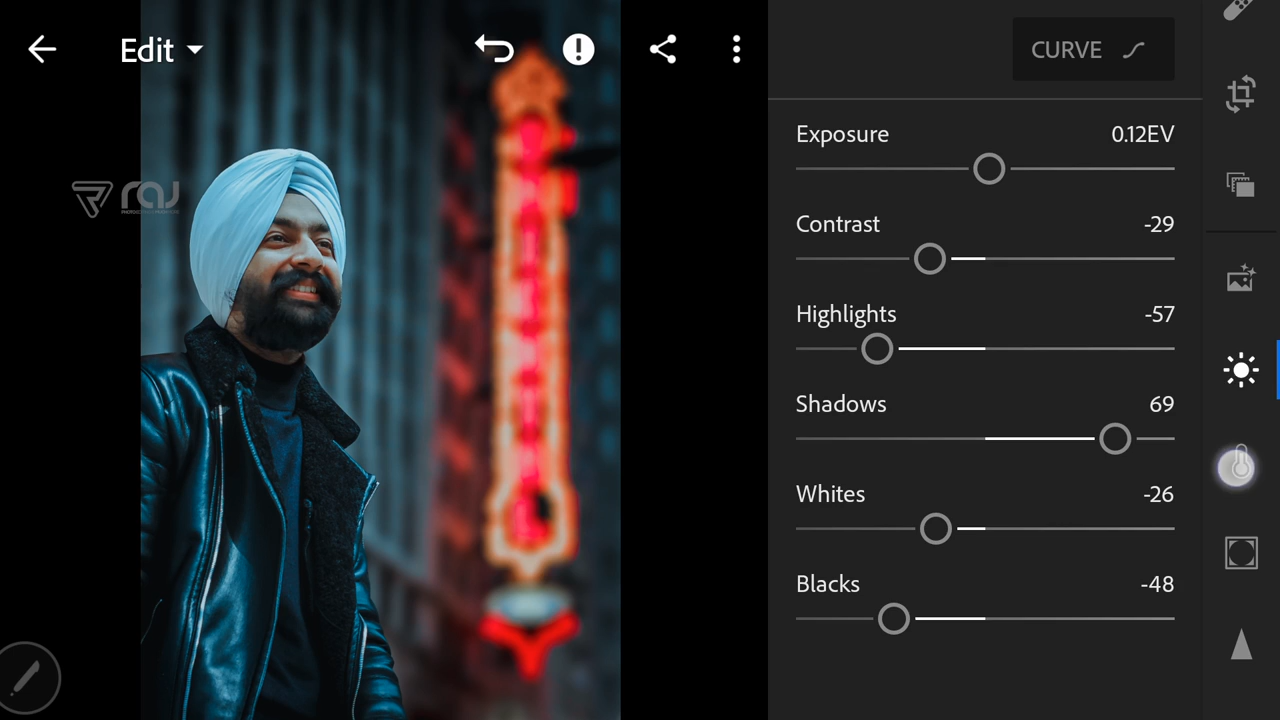 Edit
CURVE
Exposure 0.12EV
Contrast -29
Highlights -57
Shadows 69
Whites -26
Blacks -48
raj